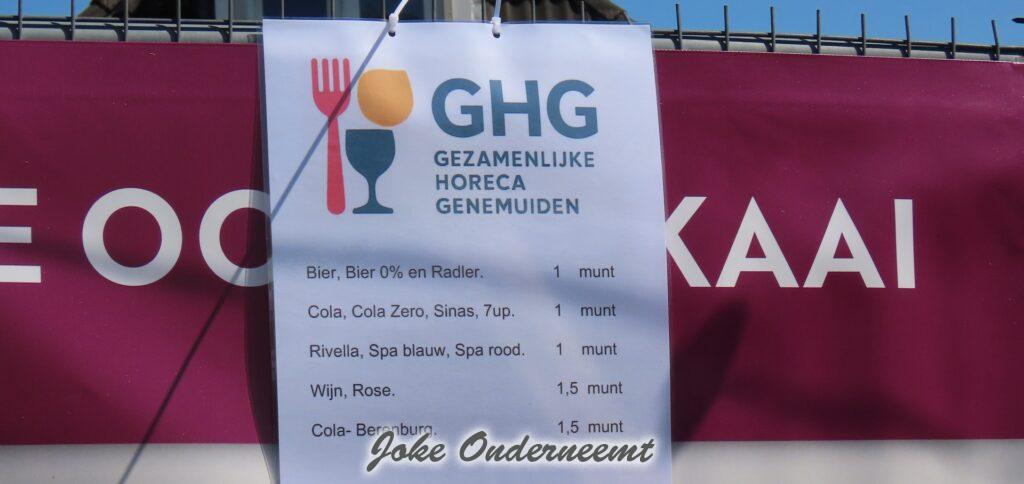 GHG
GEZAMENLIJKE
HORECA
GENEMUIDEN
E OO KAAI
Bier, Bier 0% en Radler. 1 munt
Cola, Cola Zero, Sinas, 7up. 1 munt
Rivella, Spa blauw, Spa rood. 1 munt
Wijn, Rose. 1,5 munt
Cola- Berenburg. 1,5 munt
Joke Onderneemt